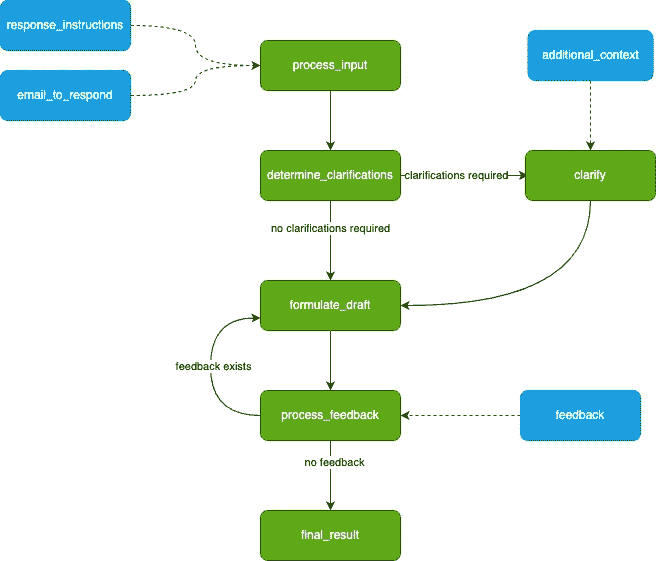 response_instructions
process_input
additional_context
email_to_respond
determine_clarifications
clarifications required
clarify
no clarifications required
formulate_draft
feedback exists
process_feedback
feedback
no feedback
final_result